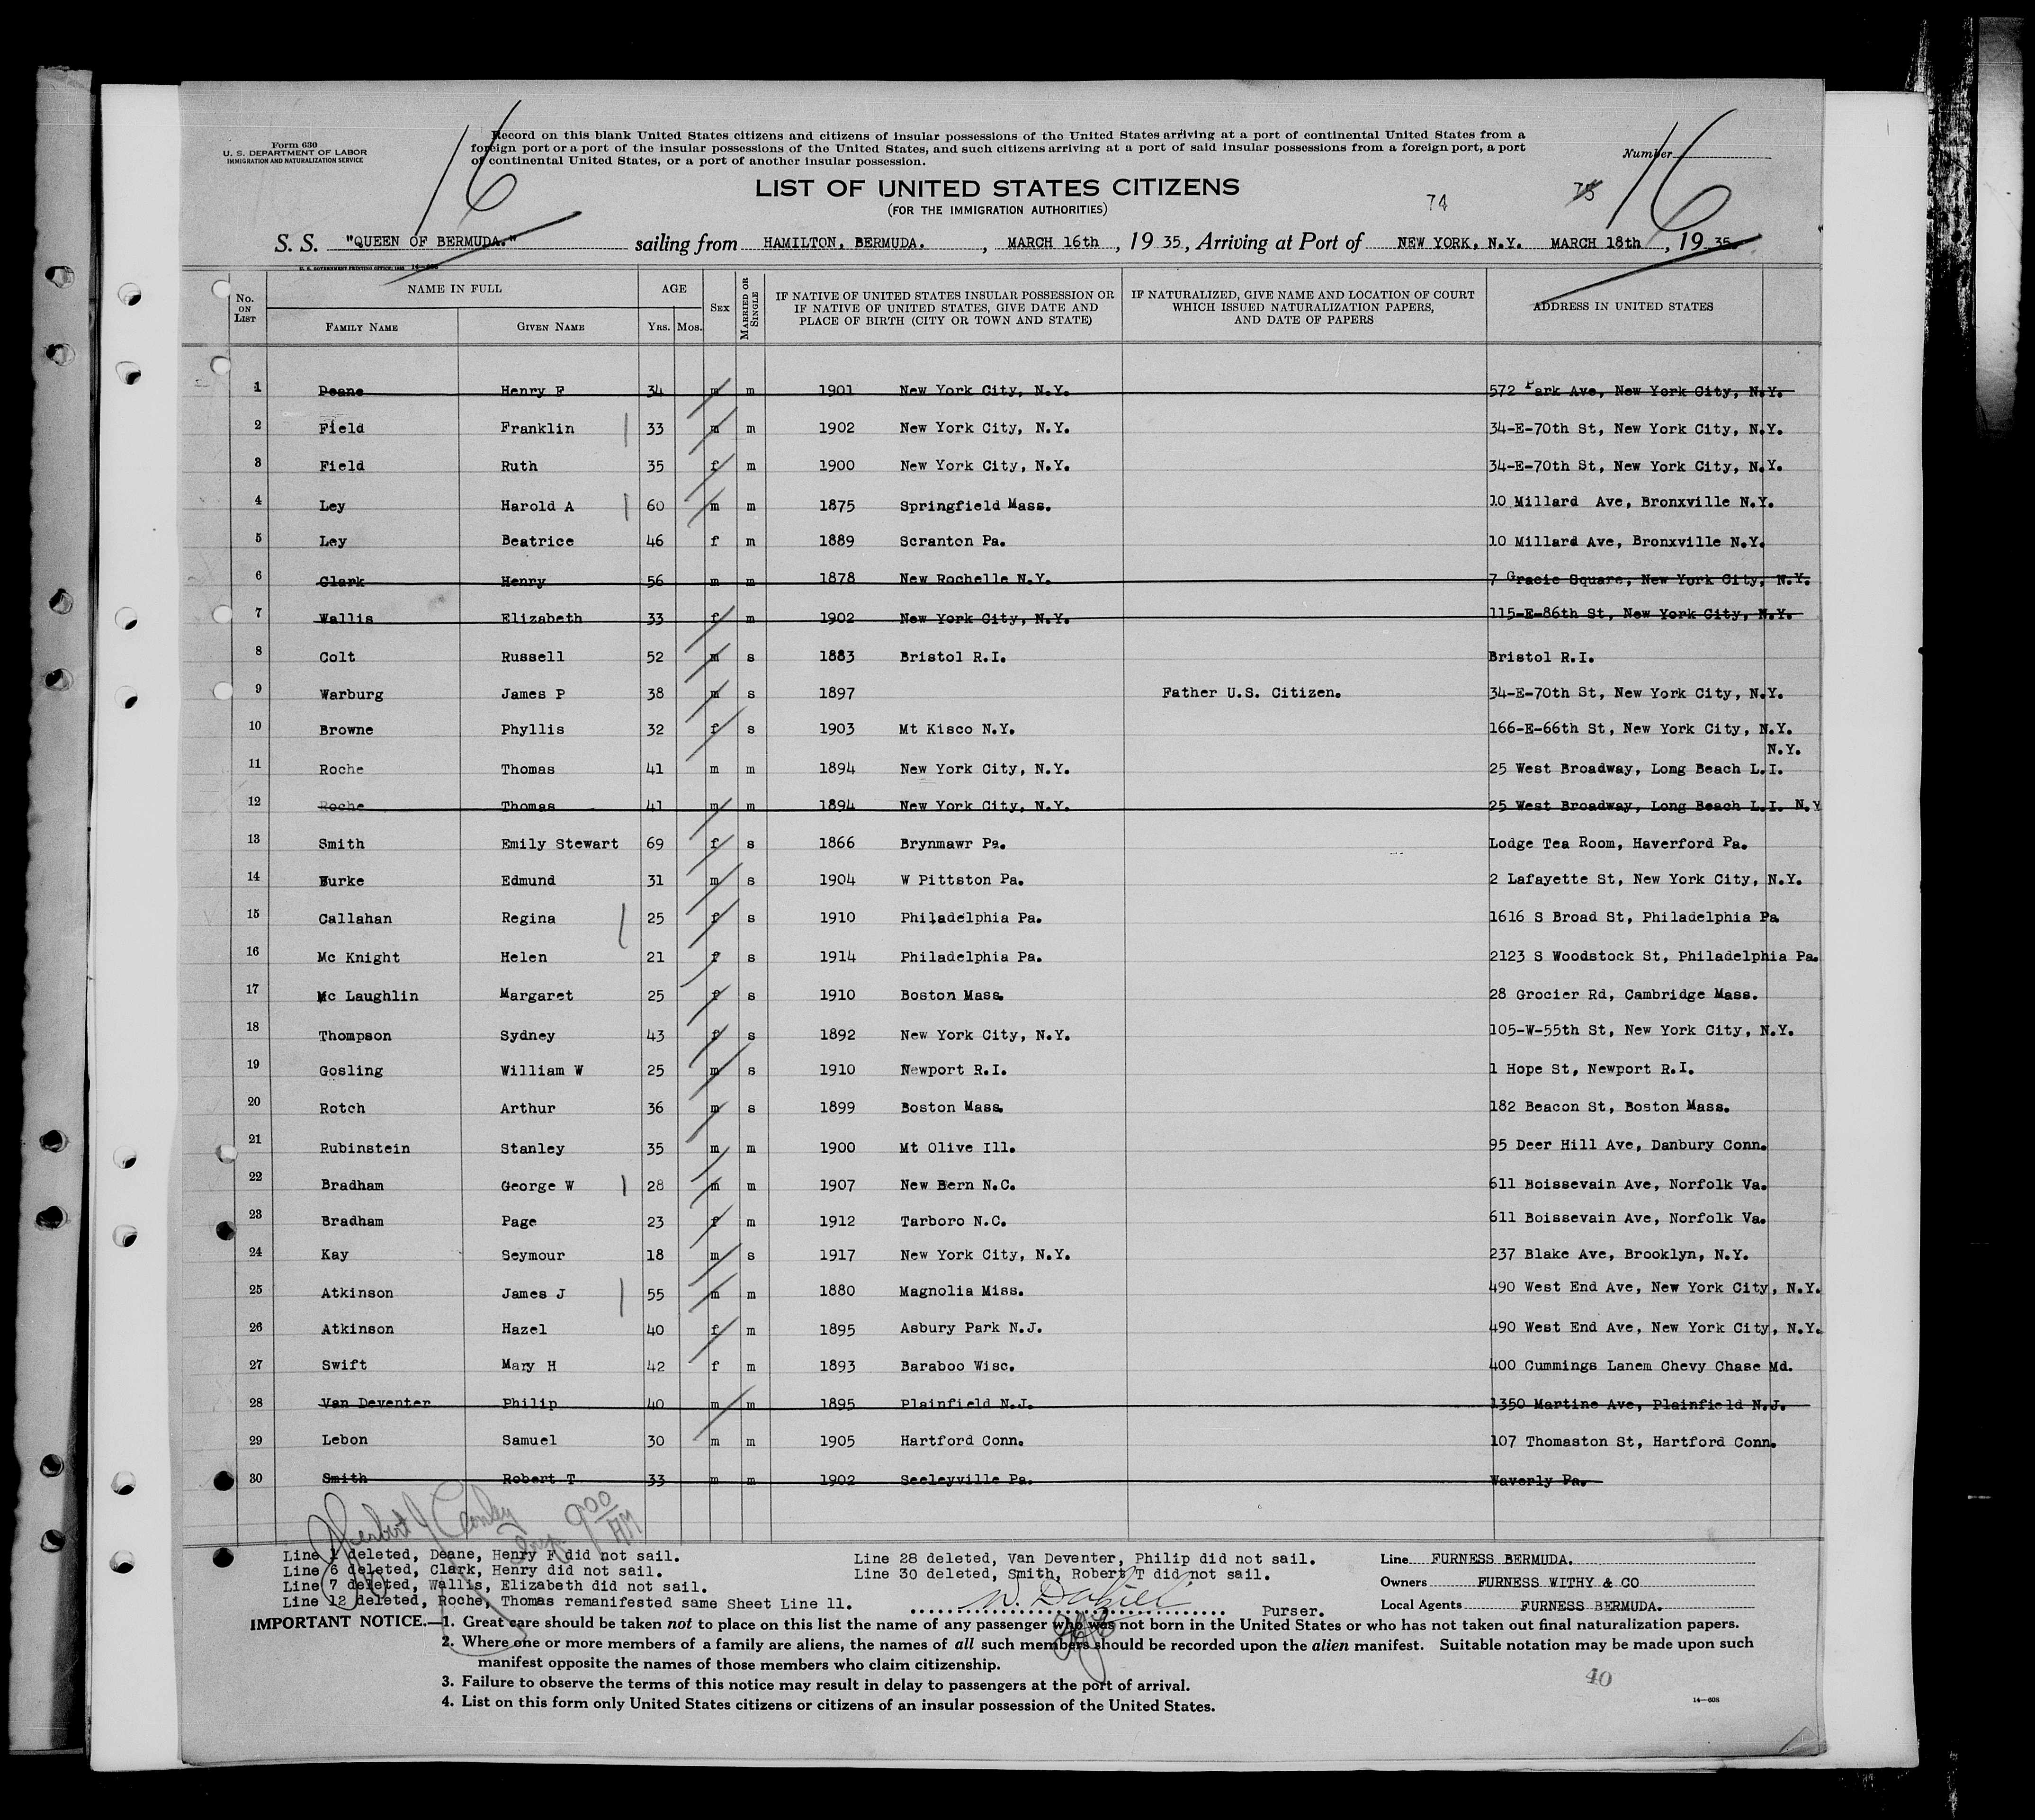 Form 630
U. S. DEPARTMENT OF LABOR
IMMIGRATION AND NATURALIZATION SERVICE
16
Record on this blank United States citizens and citizens of insular possessions of the United States arriving at a port of continental United States from a
foreign port or a port of the insular possessions of the United States, and such citizens arriving at a port of said insular possessions from a foreign port, a port
of continental United States, or a port of another insular possession.
Number
LIST OF UNITED STATES CITIZENS
(FOR THE IMMIGRATION AUTHORITIES)
74 75 16
S. S. "QUEEN OF BERMUDA." sailing from HAMILTON, BERMUDA. , MARCH 16th , 19 35, Arriving at Port of NEW YORK, N.Y. MARCH 18th , 19 35.
U. S. GOVERNMENT PRINTING OFFICE: 14—608
No. ON LIST NAME IN FULL FAMILY NAME GIVEN NAME AGE YRS. MOS. SEX MARRIED OR SINGLE IF NATIVE OF UNITED STATES INSULAR POSSESSION OR IF NATIVE OF UNITED STATES, GIVE DATE AND PLACE OF BIRTH (CITY OR TOWN AND STATE) IF NATURALIZED, GIVE NAME AND LOCATION OF COURT WHICH ISSUED NATURALIZATION PAPERS, AND DATE OF PAPERS ADDRESS IN UNITED STATES
1 Deane Henry F 34 m m 1901 New York City, N.Y. 572 Park Ave, New York City, N.Y.
2 Field Franklin 33 m m 1902 New York City, N.Y. 34-E-70th St, New York City, N.Y.
3 Field Ruth 35 f m 1900 New York City, N.Y. 34-E-70th St, New York City, N.Y.
4 Ley Harold A 60 m m 1875 Springfield Mass. 10 Millard Ave, Bronxville N.Y.
5 Ley Beatrice 46 f m 1889 Scranton Pa. 10 Millard Ave, Bronxville N.Y.
6 Clark Henry 56 m m 1878 New Rochelle N.Y. 7 Gracie Square, New York City, N.Y.
7 Wallis Elizabeth 33 f m 1902 New York City, N.Y. 115-E-86th St, New York City, N.Y.
8 Colt Russell 52 m s 1883 Bristol R.I. Bristol R.I.
9 Warburg James P 38 m s 1897 Father U.S. Citizen. 34-E-70th St, New York City, N.Y.
10 Browne Phyllis 32 f s 1903 Mt Kisco N.Y. 166-E-66th St, New York City, N.Y.
N.Y.
11 Roche Thomas 41 m m 1894 New York City, N.Y. 25 West Broadway, Long Beach L.I.
12 Roche Thomas 41 m m 1894 New York City, N.Y. 25 West Broadway, Long Beach L.I. N.Y
13 Smith Emily Stewart 69 f s 1866 Brynmawr Pa. Lodge Tea Room, Haverford Pa.
14 Burke Edmund 31 m s 1904 W Pittston Pa. 2 Lafayette St, New York City, N.Y.
15 Callahan Regina 25 f s 1910 Philadelphia Pa. 1616 S Broad St, Philadelphia Pa
16 Mc Knight Helen 21 f s 1914 Philadelphia Pa. 2123 S Woodstock St, Philadelphia Pa.
17 Mc Laughlin Margaret 25 f s 1910 Boston Mass. 28 Grocier Rd, Cambridge Mass.
18 Thompson Sydney 43 f s 1892 New York City, N.Y. 105-W-55th St, New York City, N.Y.
19 Gosling William W 25 m s 1910 Newport R.I. 1 Hope St, Newport R.I.
20 Rotch Arthur 36 m s 1899 Boston Mass. 182 Beacon St, Boston Mass.
21 Rubinstein Stanley 35 m m 1900 Mt Olive Ill. 95 Deer Hill Ave, Danbury Conn.
22 Bradham George W 28 m m 1907 New Bern N.C. 611 Boissevain Ave, Norfolk Va.
23 Bradham Page 23 f m 1912 Tarboro N.C. 611 Boissevain Ave, Norfolk Va.
24 Kay Seymour 18 m s 1917 New York City, N.Y. 237 Blake Ave, Brooklyn, N.Y.
25 Atkinson James J 55 m m 1880 Magnolia Miss. 490 West End Ave, New York City, N.Y.
26 Atkinson Hazel 40 f m 1895 Asbury Park N.J. 490 West End Ave, New York City, N.Y.
27 Swift Mary H 42 f m 1893 Baraboo Wisc. 400 Cummings Lanem Chevy Chase Md.
28 Van Deventer Philip 40 m m 1895 Plainfield N.J. 1350 Martine Ave, Plainfield N.J.
29 Lebon Samuel 30 m m 1905 Hartford Conn. 107 Thomaston St, Hartford Conn.
30 Smith Robert T 33 m m 1902 Seeleyville Pa. Waverly Pa.
9 00 AM
Line 1 deleted, Deane, Henry F did not sail.
Line 6 deleted, Clark, Henry did not sail.
Line 7 deleted, Wallis, Elizabeth did not sail.
Line 12 deleted, Roche, Thomas remanifested same Sheet Line 11.
Line 28 deleted, Van Deventer, Philip did not sail.
Line 30 deleted, Smith, Robert T did not sail.
Purser.
Line FURNESS BERMUDA.
Owners FURNESS WITHY & CO
Local Agents FURNESS BERMUDA.
IMPORTANT NOTICE.—1. Great care should be taken not to place on this list the name of any passenger who was not born in the United States or who has not taken out final naturalization papers.
2. Where one or more members of a family are aliens, the names of all such members should be recorded upon the alien manifest. Suitable notation may be made upon such
manifest opposite the names of those members who claim citizenship.
3. Failure to observe the terms of this notice may result in delay to passengers at the port of arrival.
4. List on this form only United States citizens or citizens of an insular possession of the United States.
40
14—608